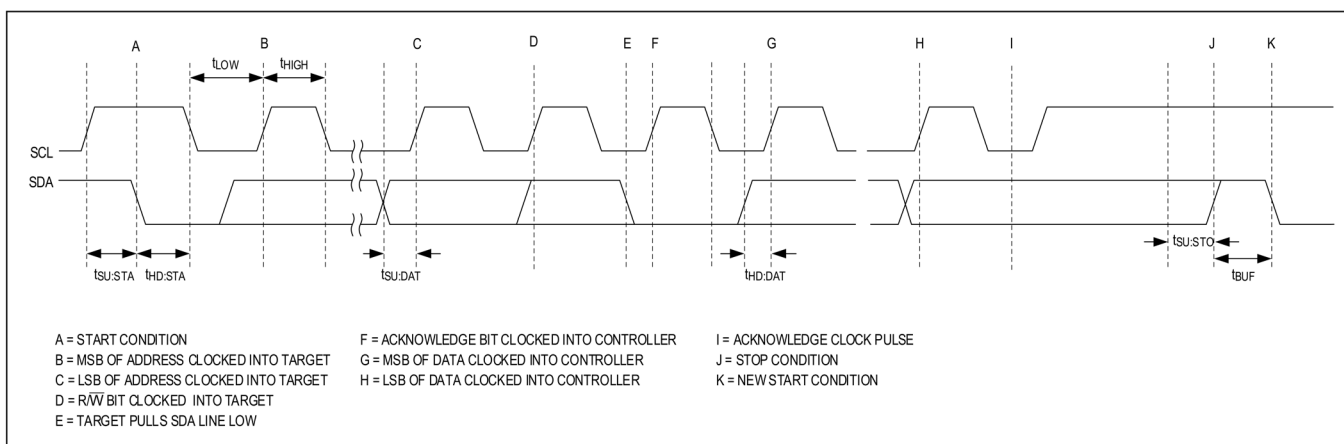 A B C D E F G H I J K
tLOW tHIGH
SCL
SDA
tSU:STA tHD:STA tSU:DAT tHD:DAT tSU:STO tBUF
A = START CONDITION
B = MSB OF ADDRESS CLOCKED INTO TARGET
C = LSB OF ADDRESS CLOCKED INTO TARGET
D = R/W̅ BIT CLOCKED INTO TARGET
E = TARGET PULLS SDA LINE LOW
F = ACKNOWLEDGE BIT CLOCKED INTO CONTROLLER
G = MSB OF DATA CLOCKED INTO CONTROLLER
H = LSB OF DATA CLOCKED INTO CONTROLLER
I = ACKNOWLEDGE CLOCK PULSE
J = STOP CONDITION
K = NEW START CONDITION